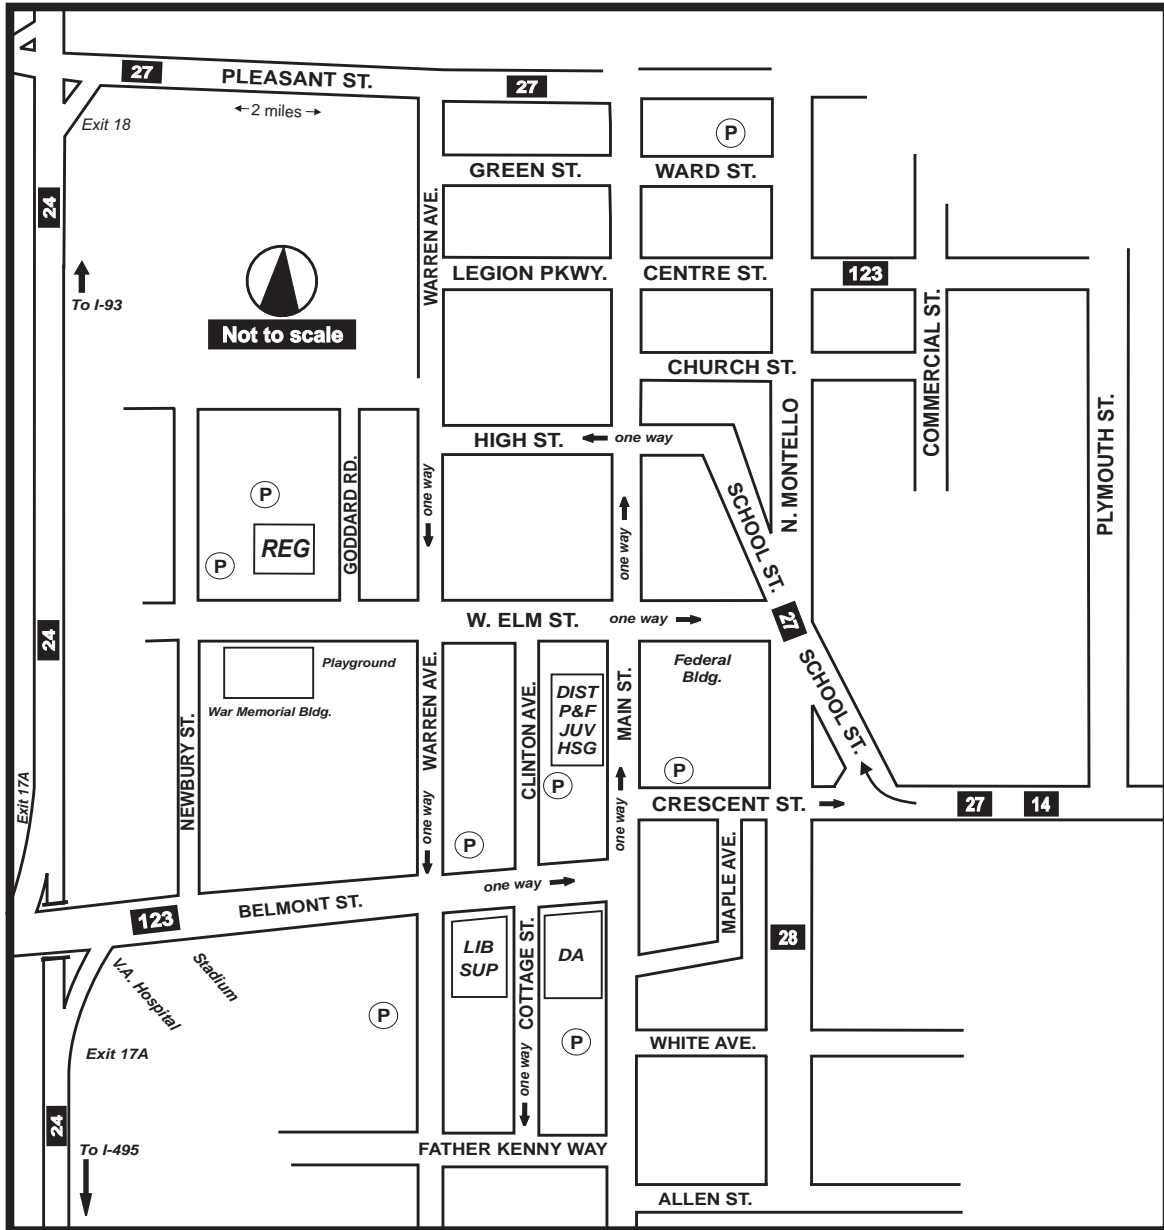 27
PLEASANT ST.
27
2 miles
Exit 18
P
GREEN ST.
WARD ST.
24
WARREN AVE.
LEGION PKWY.
CENTRE ST.
123
To I-93
Not to scale
COMMERCIAL ST.
CHURCH ST.
PLYMOUTH ST.
N. MONTELLO
HIGH ST.
one way
GODDARD RD.
one way
one way
SCHOOL ST.
P
REG
P
W. ELM ST.
one way
27
24
Playground
War Memorial Bldg.
WARREN AVE.
CLINTON AVE.
DIST
P&F
JUV
HSG
MAIN ST.
Federal
Bldg.
SCHOOL ST.
NEWBURY ST.
Exit 17A
P
P
one way
one way
CRESCENT ST.
27
14
P
MAPLE AVE.
one way
BELMONT ST.
123
28
LIB
SUP
COTTAGE ST.
DA
Stadium
V.A. Hospital
P
P
WHITE AVE.
Exit 17A
one way
24
To I-495
FATHER KENNY WAY
ALLEN ST.